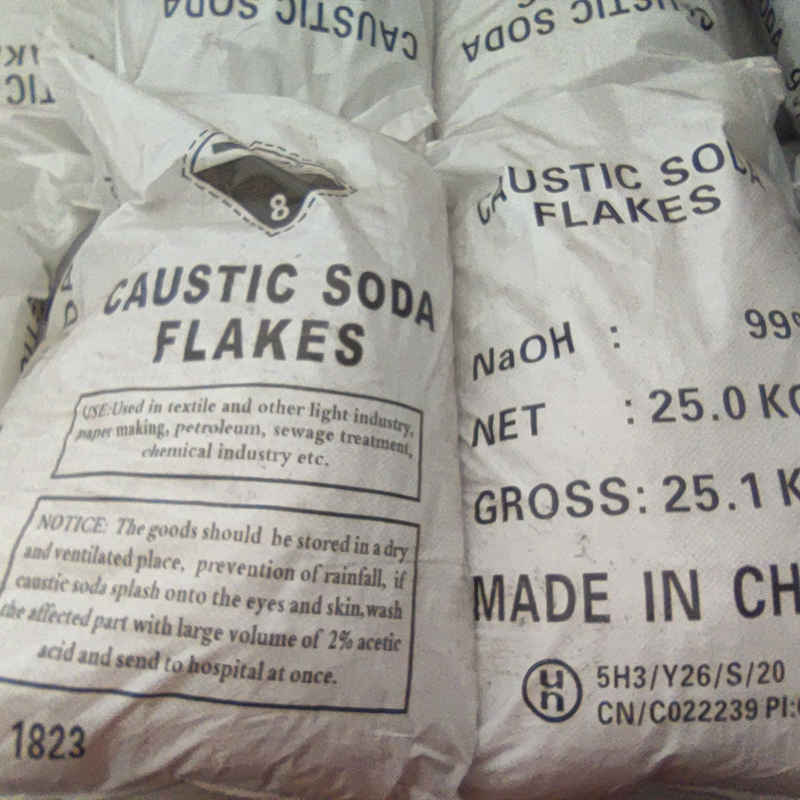 CAUSTIC SODA
CAUSTIC SODA
8
CAUSTIC SODA
FLAKES
USE:Used in textile and other light industry,
paper making, petroleum, sewage treatment,
chemical industry etc.
NOTICE: The goods should be stored in a dry
and ventilated place, prevention of rainfall, if
caustic soda splash onto the eyes and skin,wash
the affected part with large volume of 2% acetic
acid and send to hospital at once.
1823
CAUSTIC SODA
FLAKES
NaOH : 99
NET : 25.0 KG
GROSS: 25.1 K
MADE IN CH
un
5H3/Y26/S/20
CN/C022239 PI: